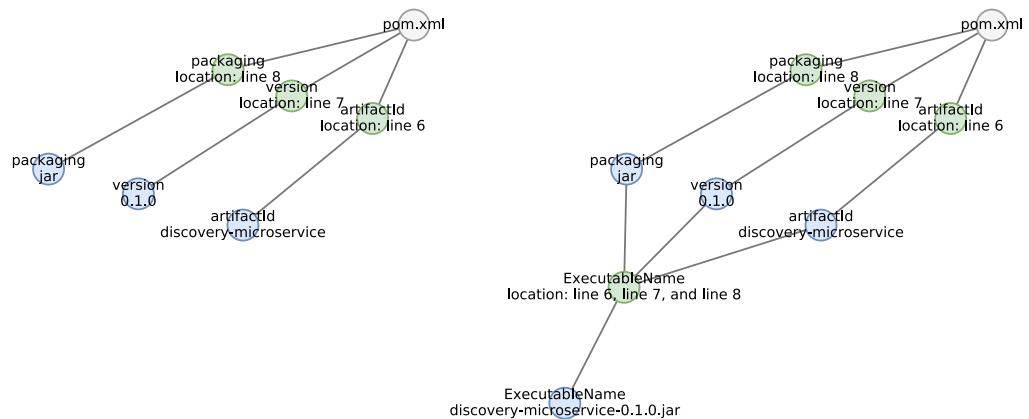 pom.xml
packaging
location: line 8
version
location: line 7
artifactId
location: line 6
packaging
jar
version
0.1.0
artifactId
discovery-microservice
pom.xml
packaging
location: line 8
version
location: line 7
artifactId
location: line 6
packaging
jar
version
0.1.0
artifactId
discovery-microservice
ExecutableName
location: line 6, line 7, and line 8
ExecutableName
discovery-microservice-0.1.0.jar